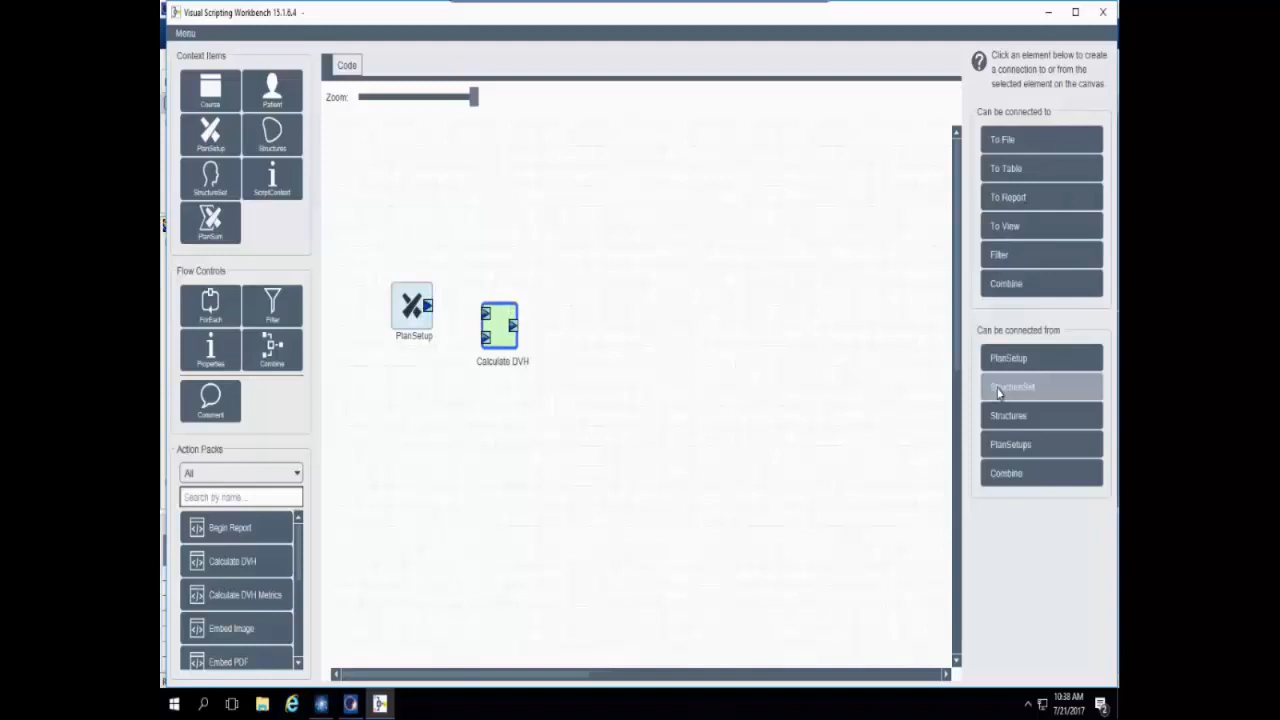 Visual Scripting Workbench 15.1.6.4 -
Menu
Context Items
Course
Patient
PlanSetup
Structures
StructureSet
ScriptContext
PlanSum
Flow Controls
ForEach
Filter
Properties
Combine
Comment
Action Packs
All
Search by name...
Begin Report
Calculate DVH
Calculate DVH Metrics
Embed Image
Embed PDF
Code
Zoom:
PlanSetup
Calculate DVH
Click an element below to create
a connection to or from the
selected element on the canvas.
Can be connected to
To File
To Table
To Report
To View
Filter
Combine
Can be connected from
PlanSetup
StructureSet
Structures
PlanSetups
Combine
10:38 AM
7/21/2017
2